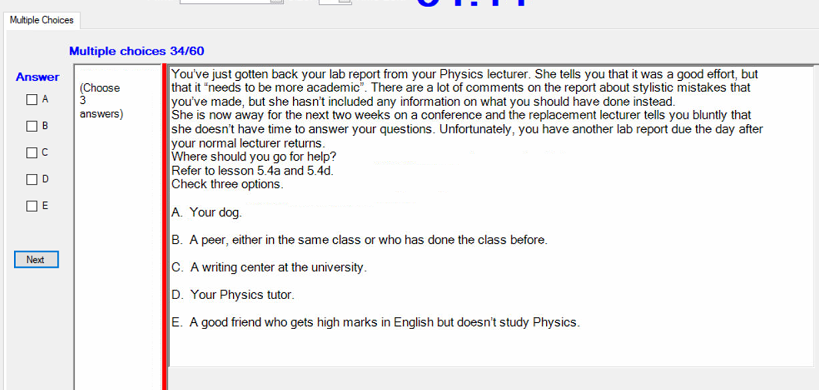 Multiple Choices
Multiple choices 34/60
Answer
A
B
C
D
E
Next
(Choose
3
answers)
You've just gotten back your lab report from your Physics lecturer. She tells you that it was a good effort, but
that it "needs to be more academic". There are a lot of comments on the report about stylistic mistakes that
you've made, but she hasn't included any information on what you should have done instead.
She is now away for the next two weeks on a conference and the replacement lecturer tells you bluntly that
she doesn't have time to answer your questions. Unfortunately, you have another lab report due the day after
your normal lecturer returns.
Where should you go for help?
Refer to lesson 5.4a and 5.4d.
Check three options.
A. Your dog.
B. A peer, either in the same class or who has done the class before.
C. A writing center at the university.
D. Your Physics tutor.
E. A good friend who gets high marks in English but doesn't study Physics.